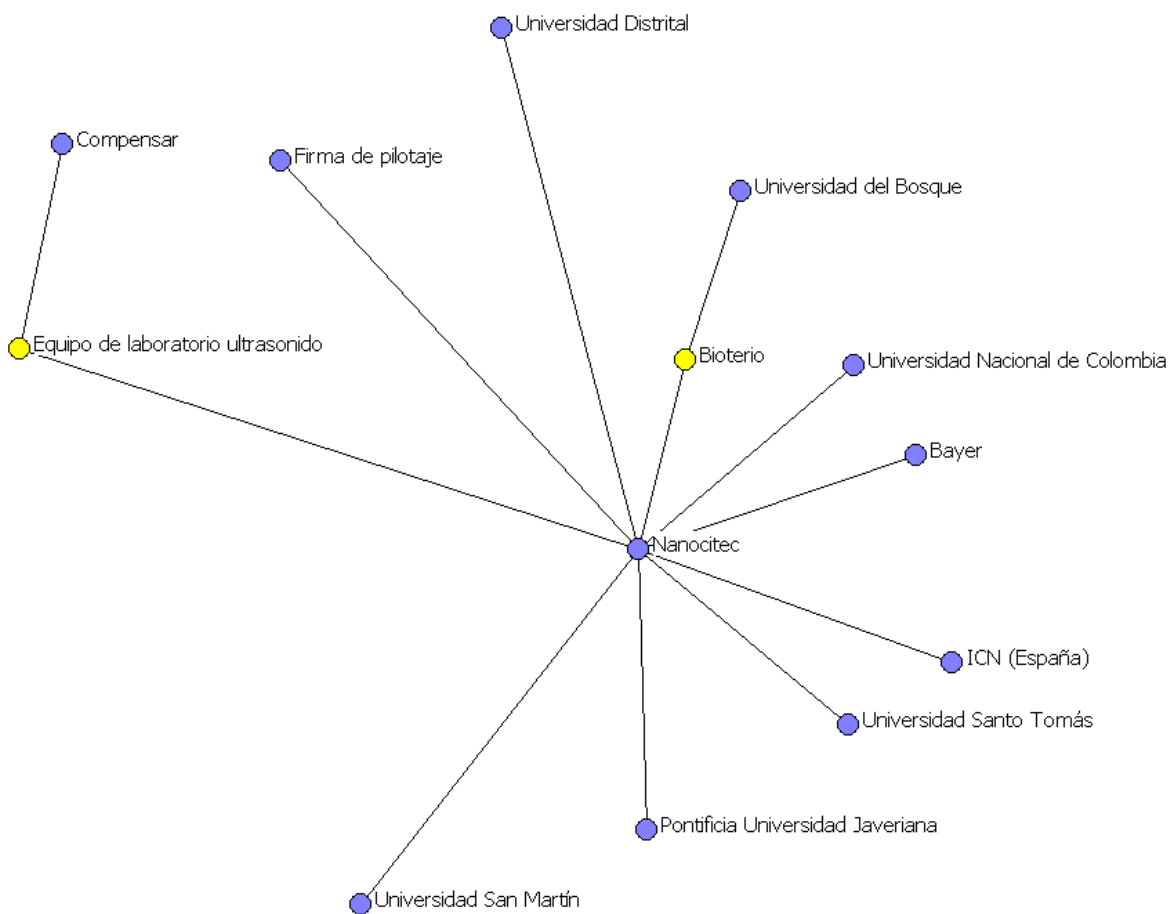 Universidad Distrital
Compensar
Firma de pilotaje
Universidad del Bosque
Equipo de laboratorio ultrasonido
Bioterio
Universidad Nacional de Colombia
Bayer
Nanocitec
ICN (España)
Universidad Santo Tomás
Pontificia Universidad Javeriana
Universidad San Martín